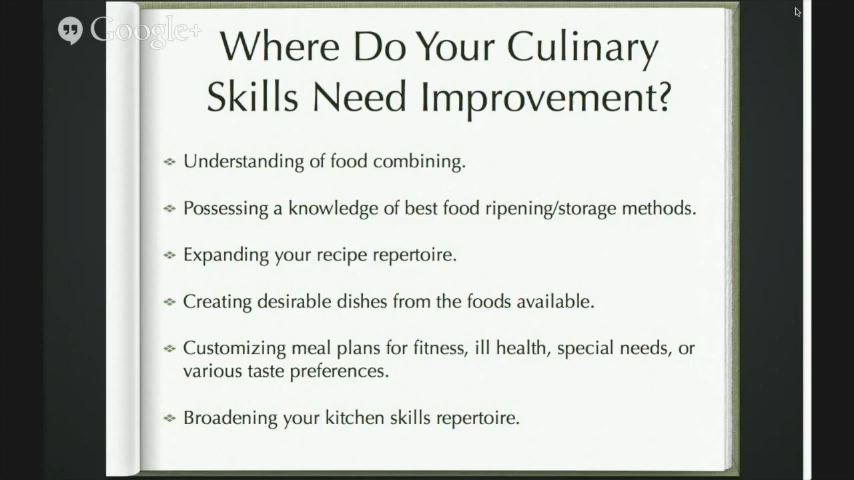 Google+
Where Do Your Culinary
Skills Need Improvement?
Understanding of food combining.
Possessing a knowledge of best food ripening/storage methods.
Expanding your recipe repertoire.
Creating desirable dishes from the foods available.
Customizing meal plans for fitness, ill health, special needs, or
various taste preferences.
Broadening your kitchen skills repertoire.